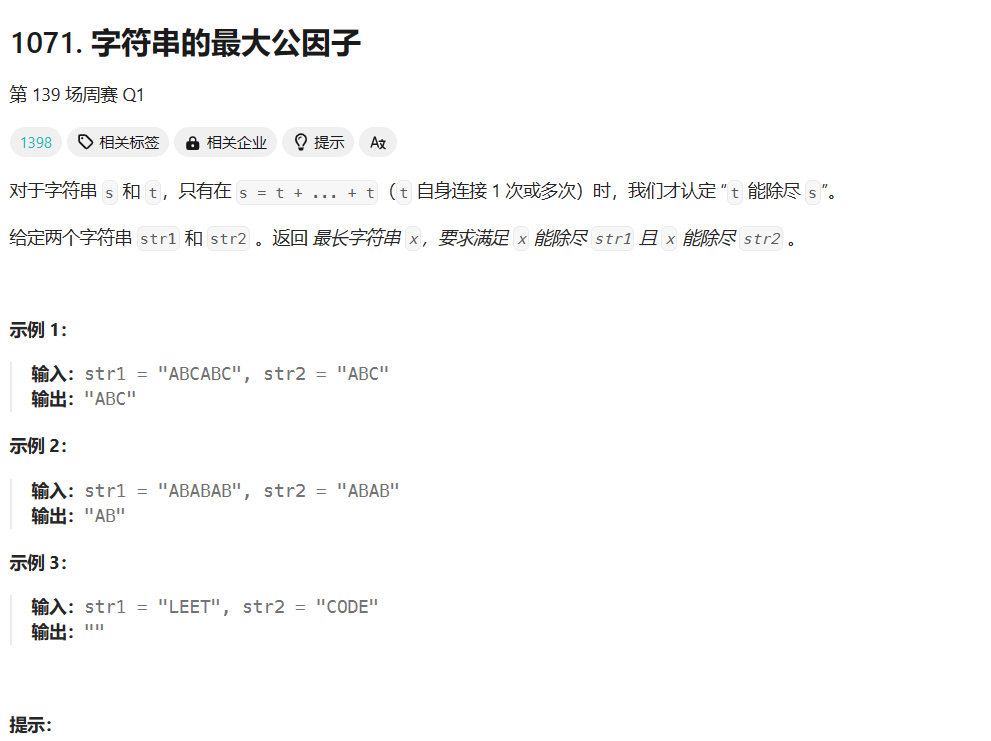 1071. 字符串的最大公因子
第 139 场周赛 Q1
1398 相关标签 相关企业 提示 A文
对于字符串 s 和 t，只有在 s = t + ... + t（t 自身连接 1 次或多次）时，我们才认定 “t 能除尽 s”。
给定两个字符串 str1 和 str2 。返回 最长字符串 x，要求满足 x 能除尽 str1 且 x 能除尽 str2 。
示例 1：
输入：str1 = "ABCABC", str2 = "ABC"
输出："ABC"
示例 2：
输入：str1 = "ABABAB", str2 = "ABAB"
输出："AB"
示例 3：
输入：str1 = "LEET", str2 = "CODE"
输出：""
提示：